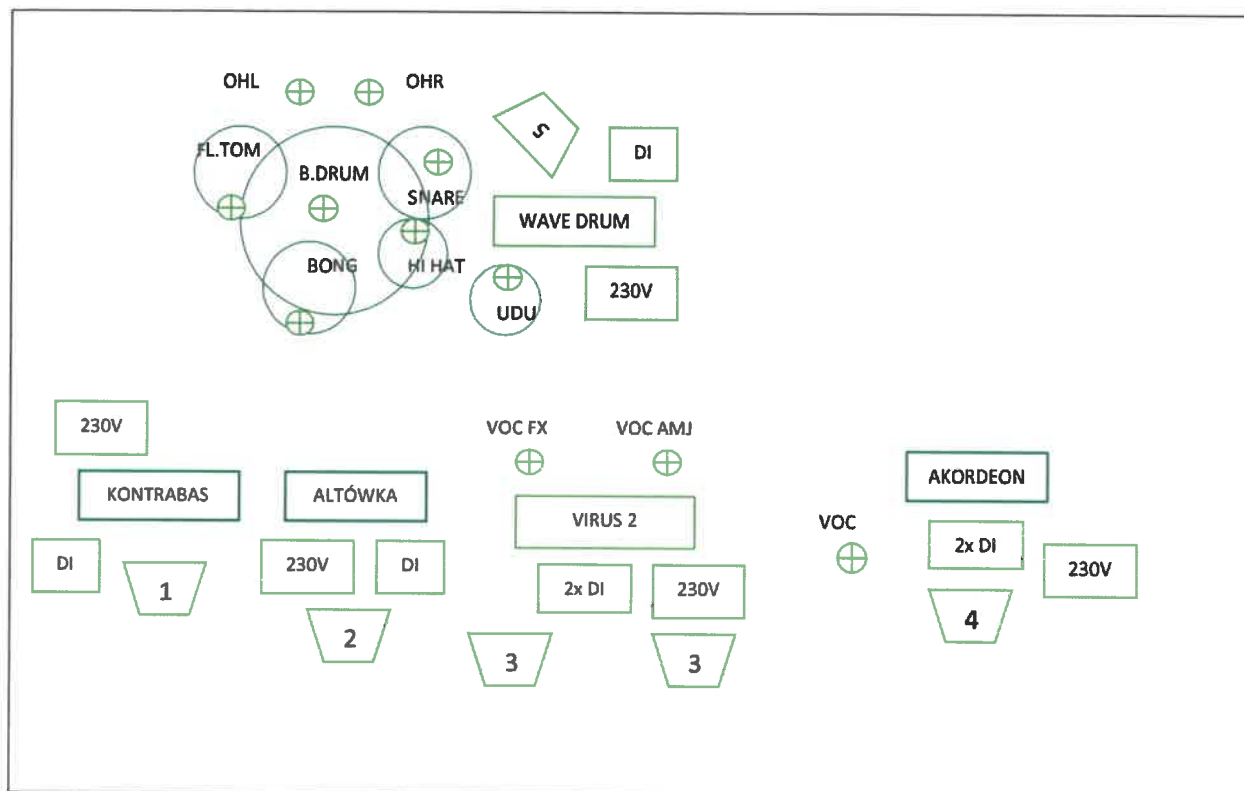 OHL
OHR
FL.TOM
B.DRUM
SNARE
BONG
HI HAT
UDU
5
DI
WAVE DRUM
230V
230V
KONTRABAS
DI
1
ALTÓWKA
230V
DI
2
VOC FX
VOC AMJ
VIRUS 2
2x DI
230V
3
3
VOC
AKORDEON
2x DI
230V
4